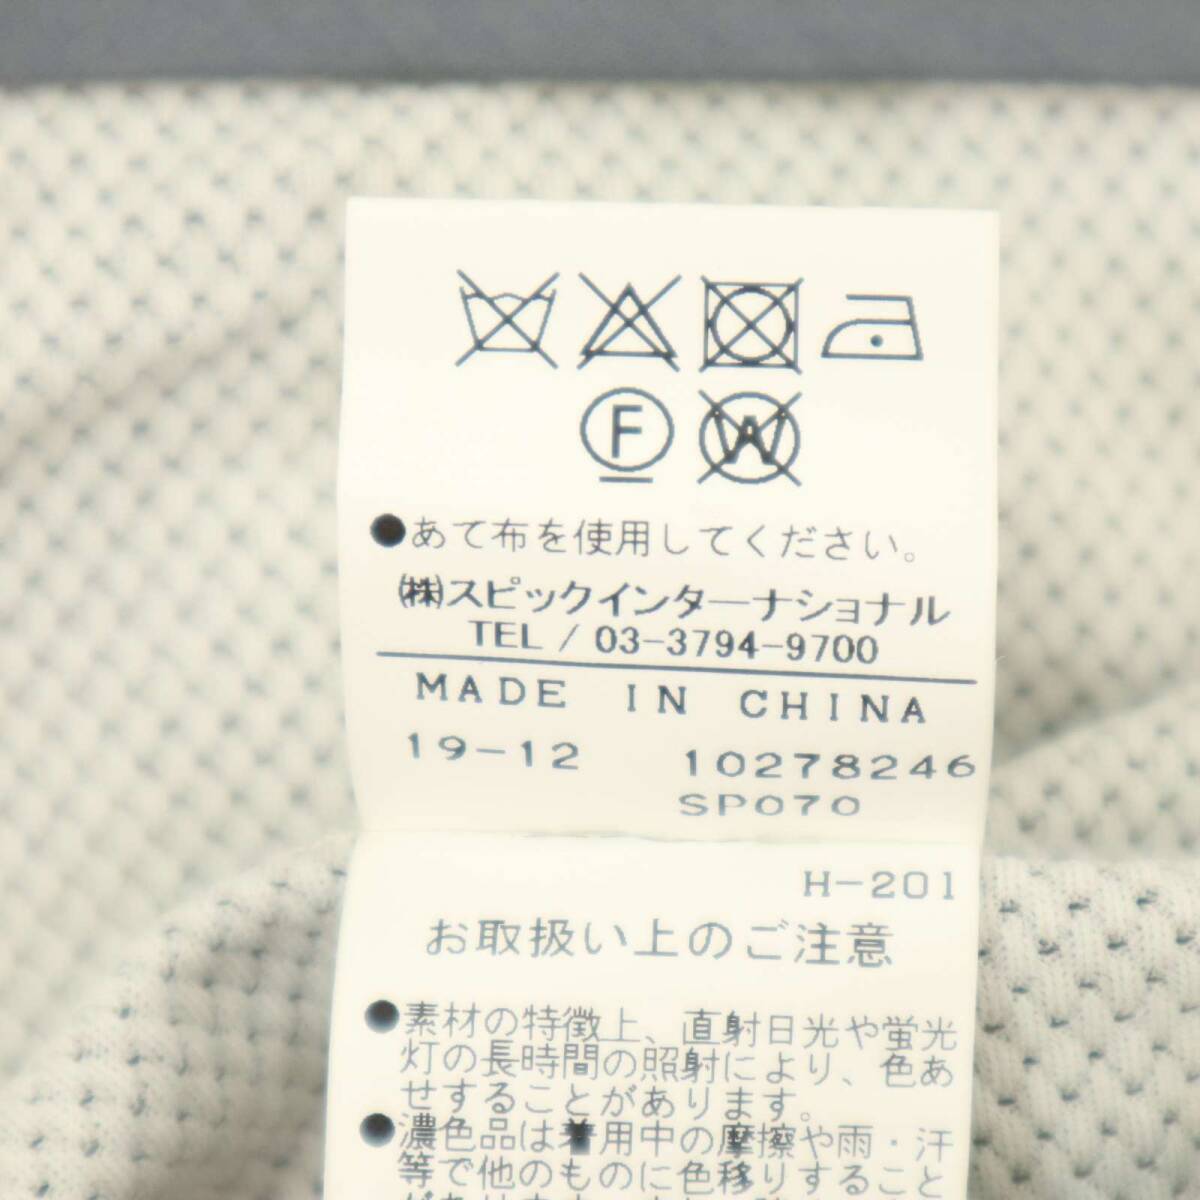 F
W
●あて布を使用してください。
㈱スピックインターナショナル
TEL / 03-3794-9700
MADE IN CHINA
19-12 10278246
SP070
H-201
お取扱い上のご注意
●素材の特徴上、直射日光や蛍光
灯の長時間の照射により、色あ
せすることがあります。
●濃色品は着用中の摩擦や雨・汗
等で他のものに色移りすること